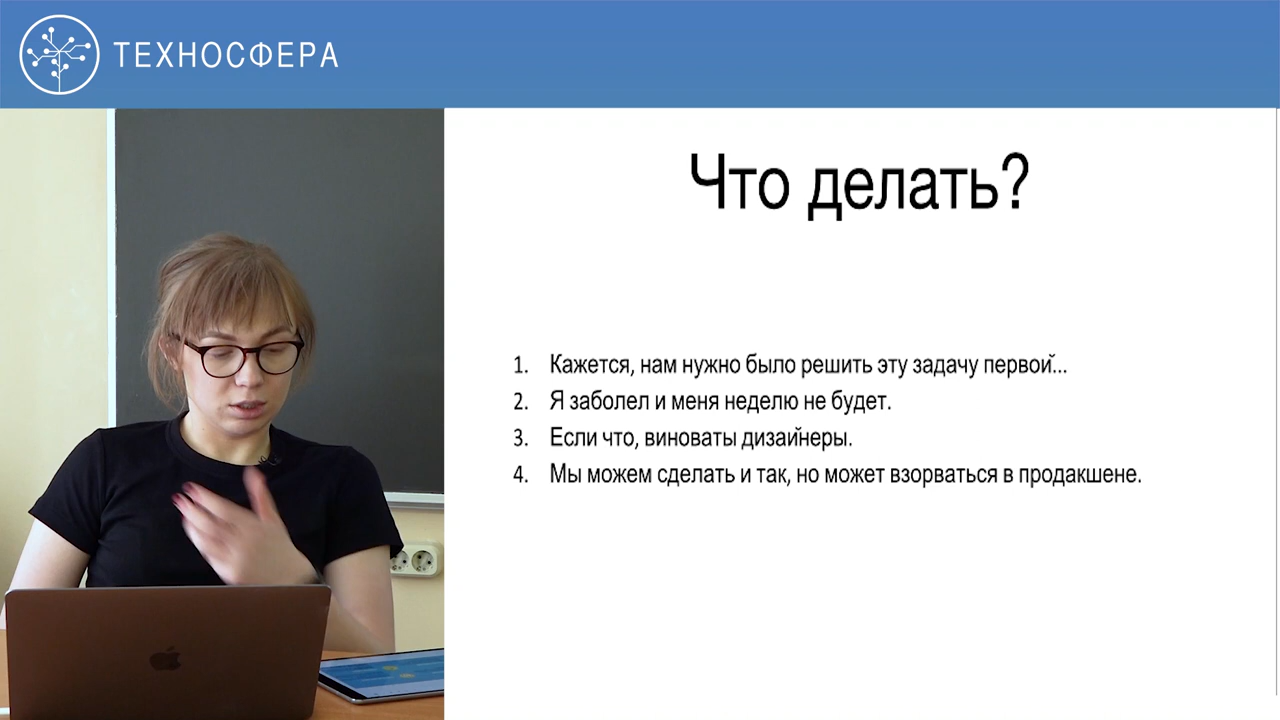 ТЕХНОСФЕРА
Что делать?
1. Кажется, нам нужно было решить эту задачу первой...
2. Я заболел и меня неделю не будет.
3. Если что, виноваты дизайнеры.
4. Мы можем сделать и так, но может взорваться в продакшене.